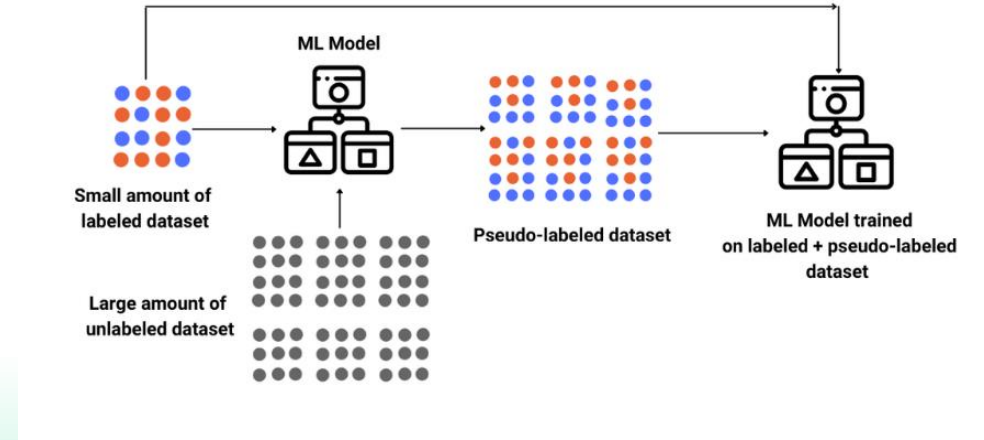 ML Model
Small amount of
labeled dataset
Large amount of
unlabeled dataset
Pseudo-labeled dataset
ML Model trained
on labeled + pseudo-labeled
dataset